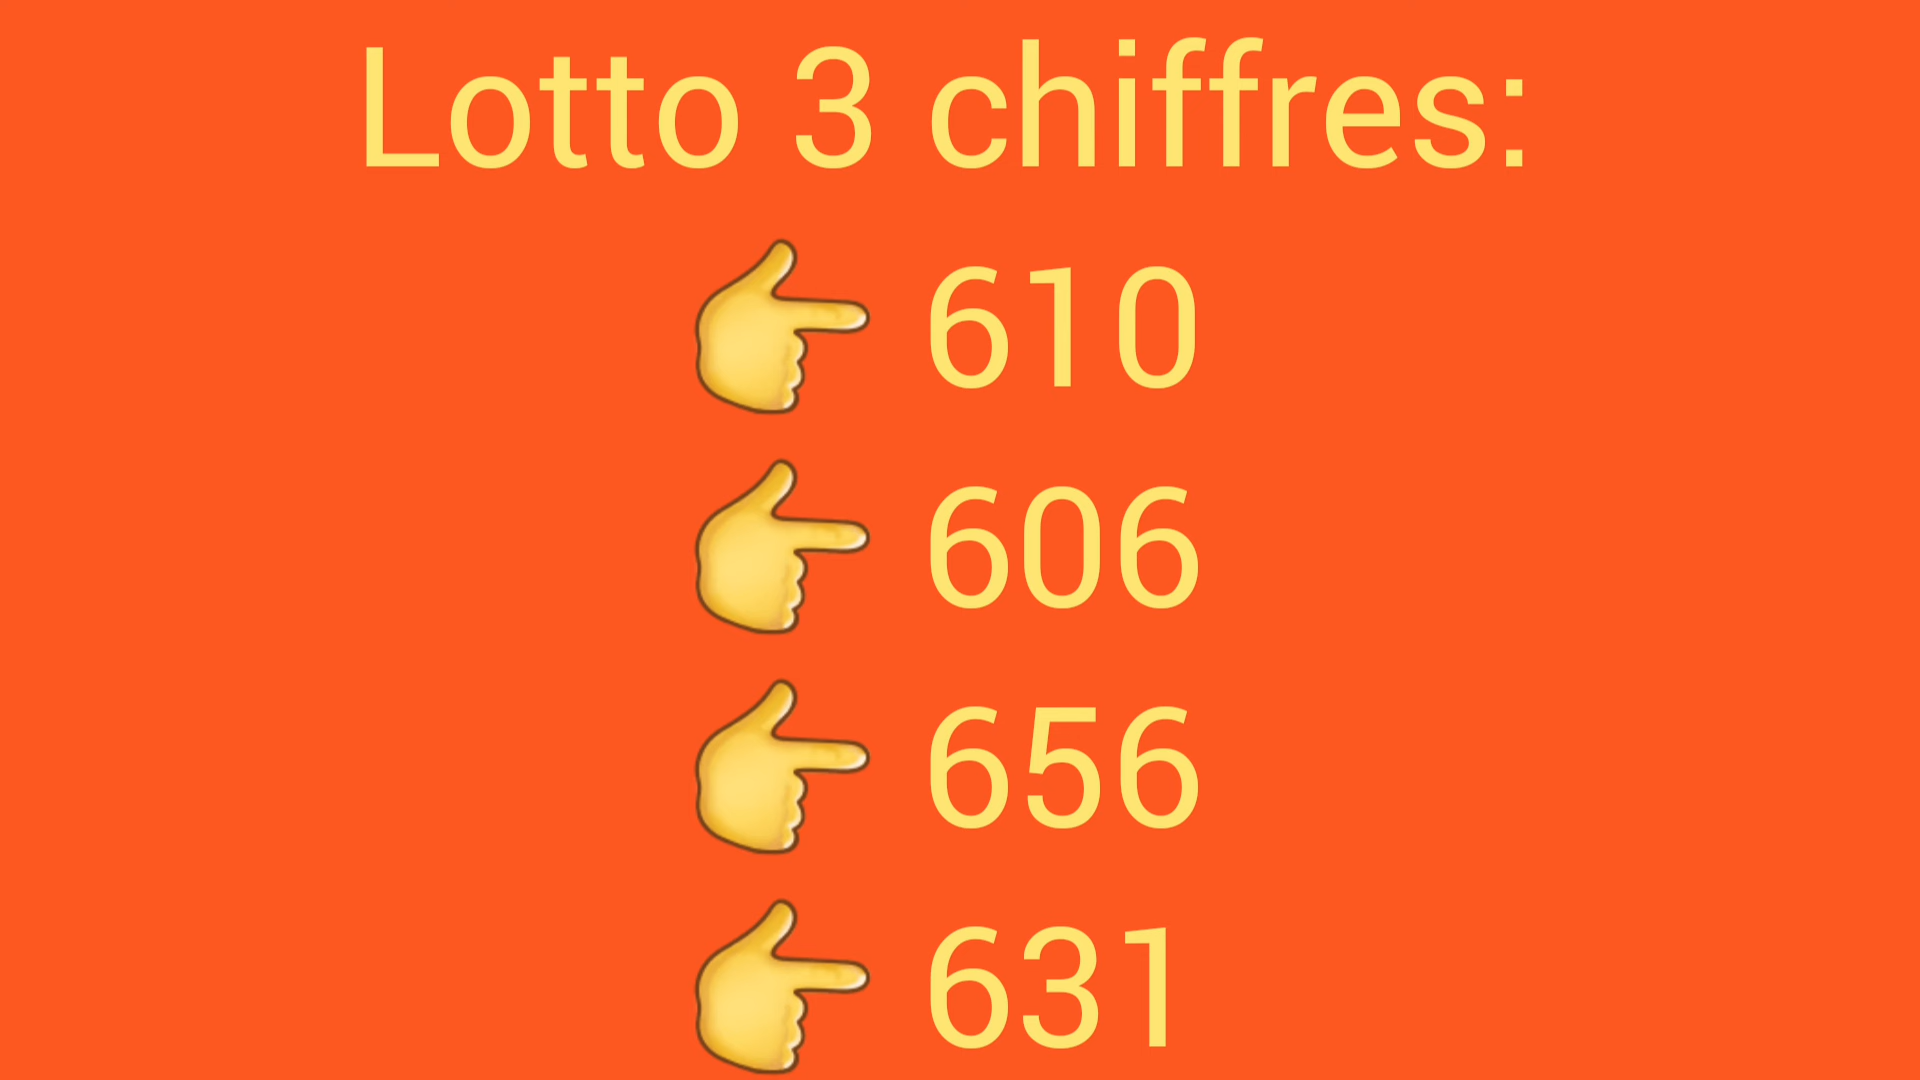 Lotto 3 chiffres:
👉 610
👉 606
👉 656
👉 631